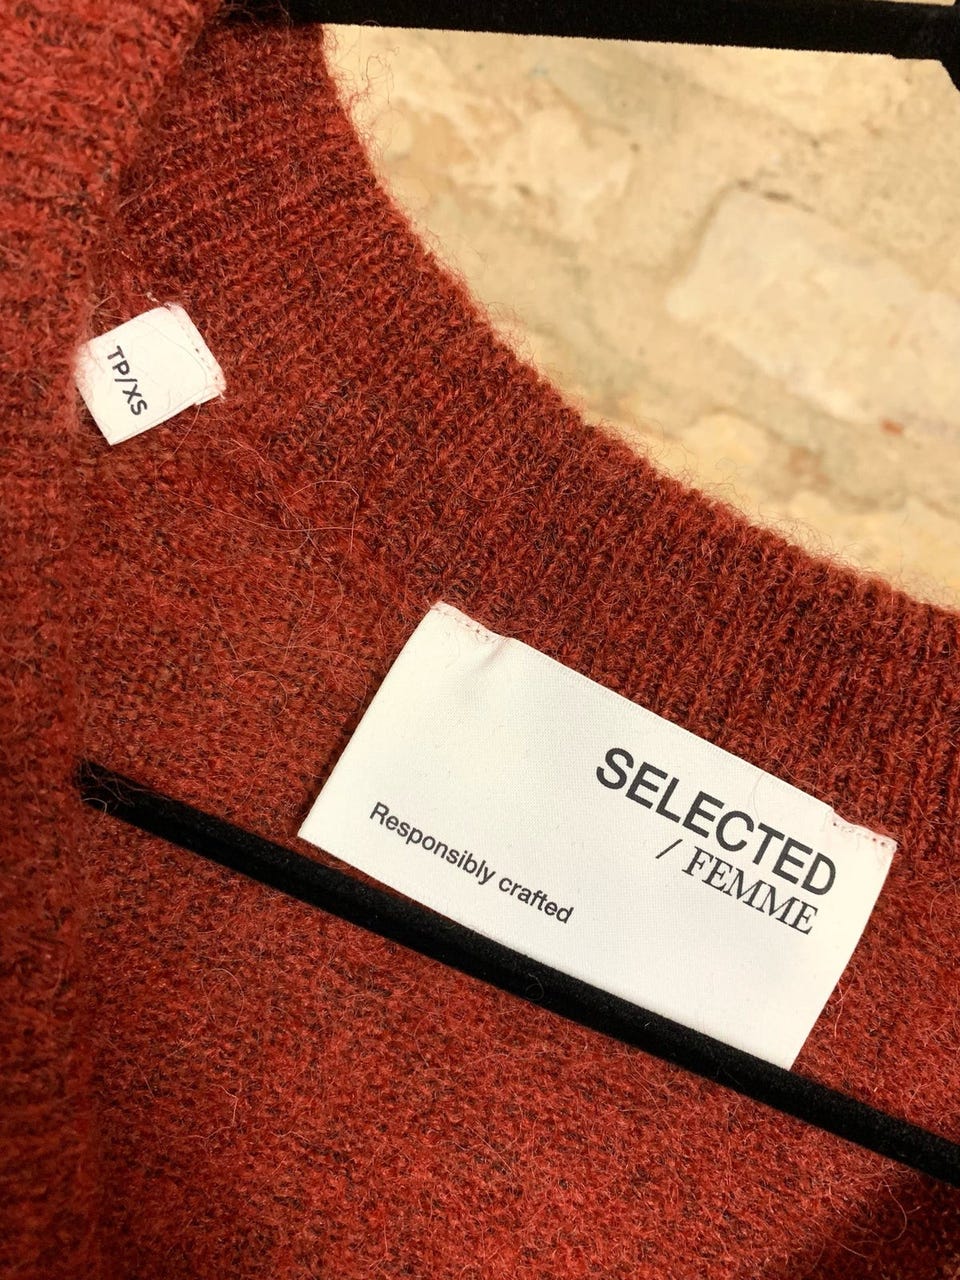 TP/XS
SELECTED
/ FEMME
Responsibly crafted